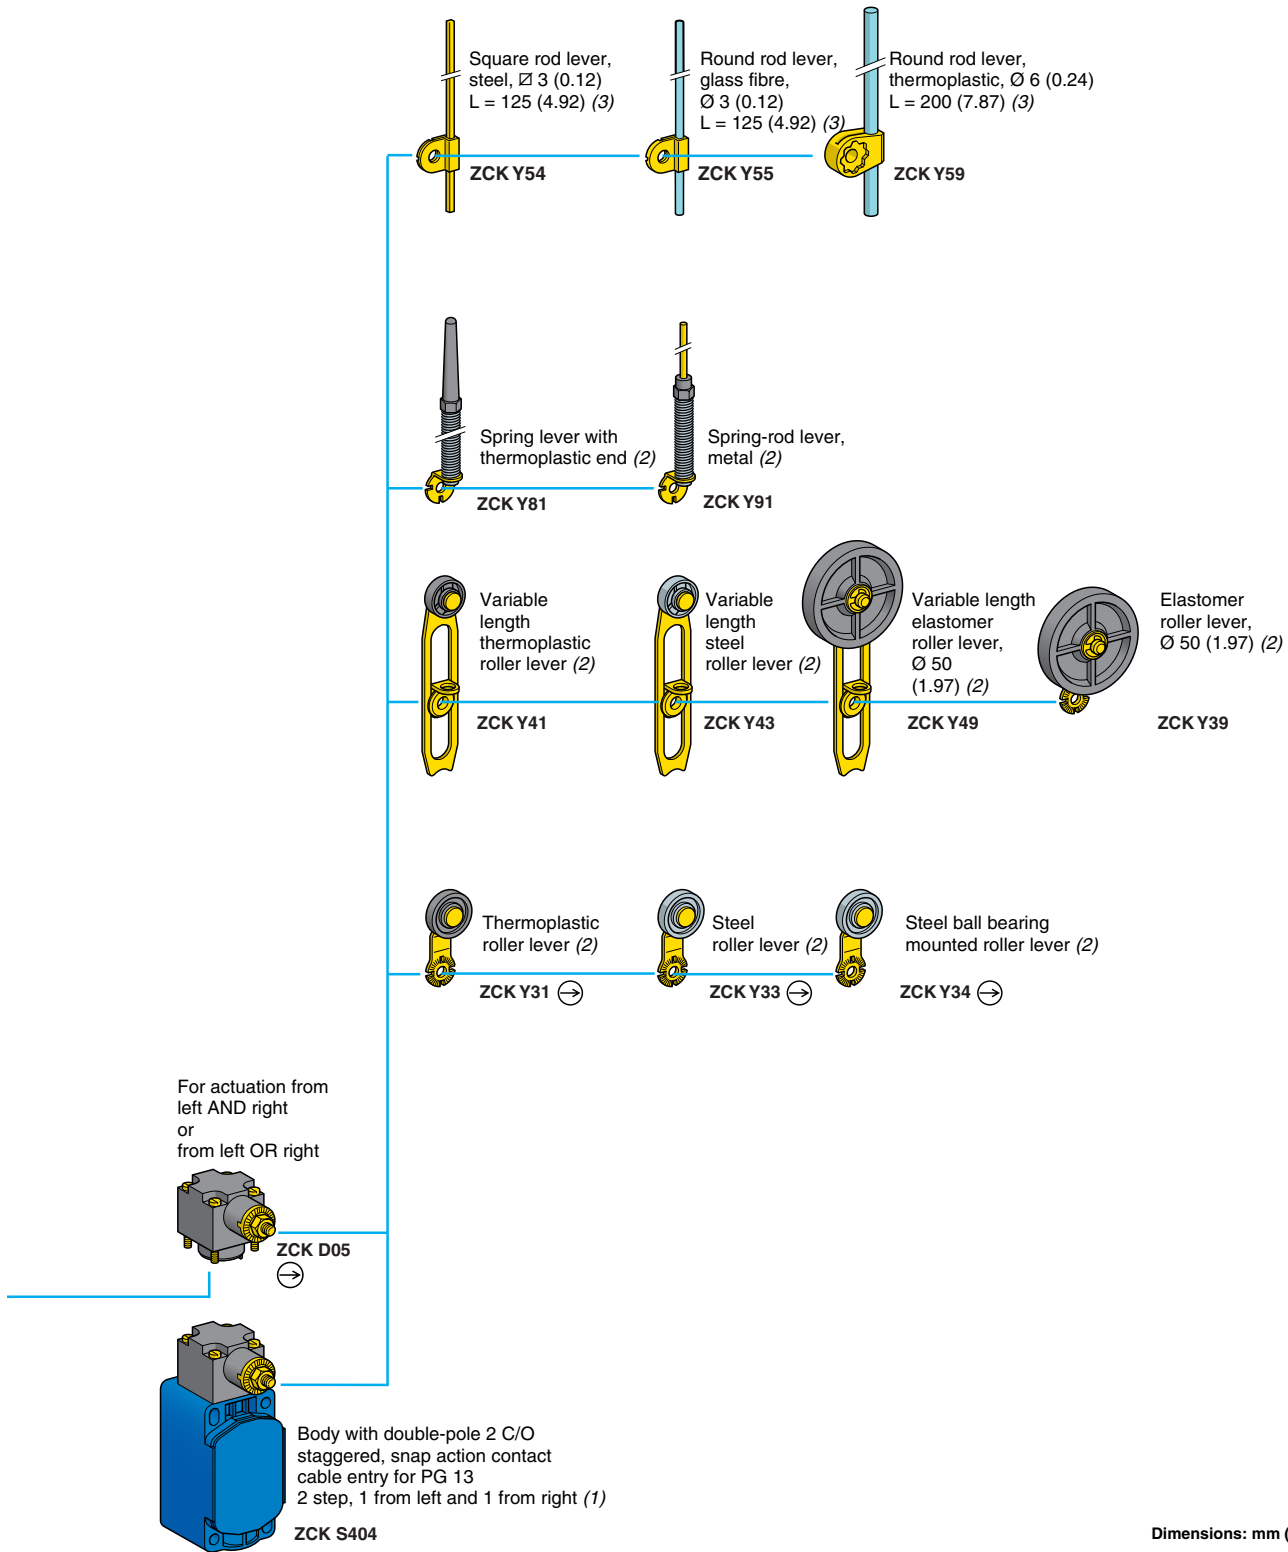 Square rod lever,
steel, ⍁ 3 (0.12)
L = 125 (4.92) (3)
ZCK Y54
Round rod lever,
glass fibre,
Ø 3 (0.12)
L = 125 (4.92) (3)
ZCK Y55
Round rod lever,
thermoplastic, Ø 6 (0.24)
L = 200 (7.87) (3)
ZCK Y59
Spring lever with
thermoplastic end (2)
ZCK Y81
Spring-rod lever,
metal (2)
ZCK Y91
Variable
length
thermoplastic
roller lever (2)
ZCK Y41
Variable
length
steel
roller lever (2)
ZCK Y43
Variable length
elastomer
roller lever,
Ø 50
(1.97) (2)
ZCK Y49
Elastomer
roller lever,
Ø 50 (1.97) (2)
ZCK Y39
Thermoplastic
roller lever (2)
ZCK Y31
Steel
roller lever (2)
ZCK Y33
Steel ball bearing
mounted roller lever (2)
ZCK Y34
For actuation from
left AND right
or
from left OR right
ZCK D05
Body with double-pole 2 C/O
staggered, snap action contact
cable entry for PG 13
2 step, 1 from left and 1 from right (1)
ZCK S404
Dimensions: mm (